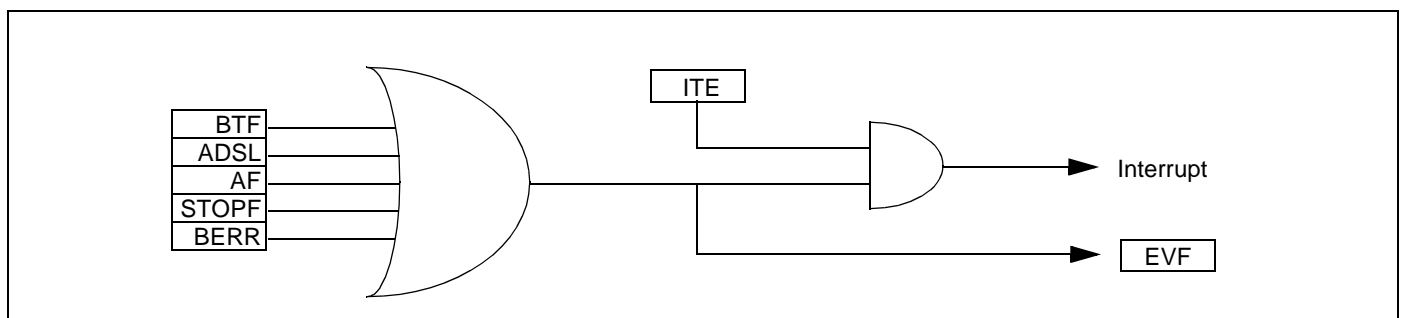 ITE
BTF
ADSL
AF
STOPF
BERR
Interrupt
EVF